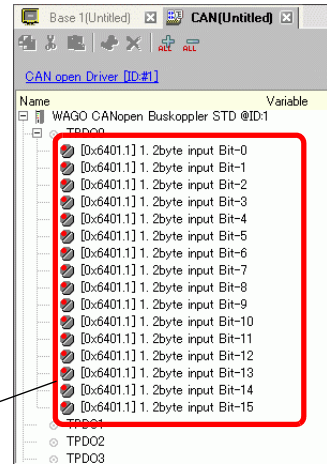 Base 1(Untitled) CAN(Untitled)
ALL ALL
CAN open Driver [ID:#1]
Name Variable
WAGO CANopen Buskoppler STD @ID:1
TPDO0
[0x6401.1] 1. 2byte input Bit-0
[0x6401.1] 1. 2byte input Bit-1
[0x6401.1] 1. 2byte input Bit-2
[0x6401.1] 1. 2byte input Bit-3
[0x6401.1] 1. 2byte input Bit-4
[0x6401.1] 1. 2byte input Bit-5
[0x6401.1] 1. 2byte input Bit-6
[0x6401.1] 1. 2byte input Bit-7
[0x6401.1] 1. 2byte input Bit-8
[0x6401.1] 1. 2byte input Bit-9
[0x6401.1] 1. 2byte input Bit-10
[0x6401.1] 1. 2byte input Bit-11
[0x6401.1] 1. 2byte input Bit-12
[0x6401.1] 1. 2byte input Bit-13
[0x6401.1] 1. 2byte input Bit-14
[0x6401.1] 1. 2byte input Bit-15
TPDO1
TPDO2
TPDO3